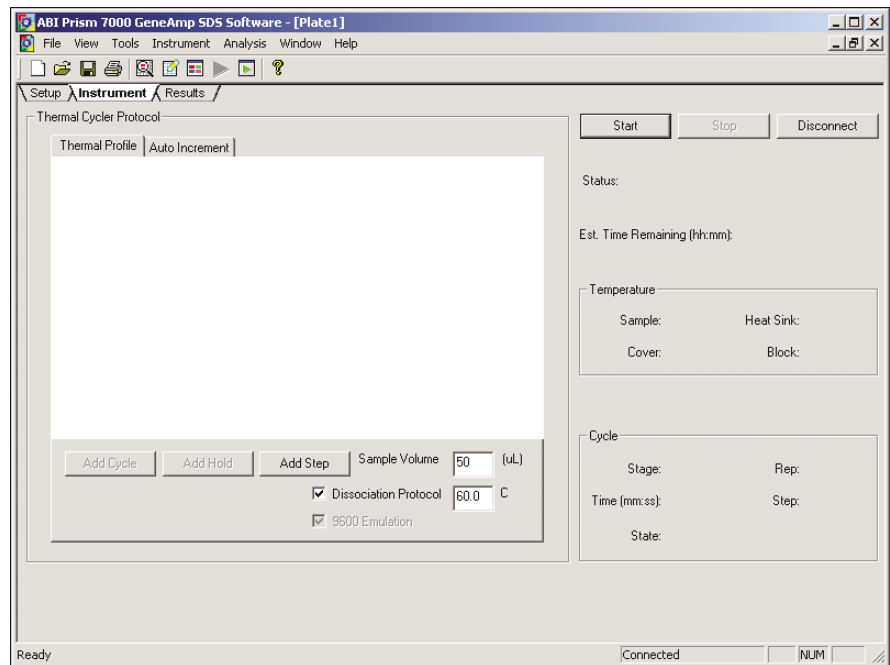 ABI Prism 7000 GeneAmp SDS Software - [Plate1]
File View Tools Instrument Analysis Window Help
Setup Instrument Results
Thermal Cycler Protocol
Thermal Profile Auto Increment
Start Stop Disconnect
Status:
Est. Time Remaining (hh:mm):
Temperature
Sample: Heat Sink:
Cover: Block:
Add Cycle Add Hold Add Step Sample Volume 50 (uL)
Dissociation Protocol 60.0 C
9600 Emulation
Cycle
Stage: Rep:
Time (mm:ss): Step:
State:
Ready Connected NUM